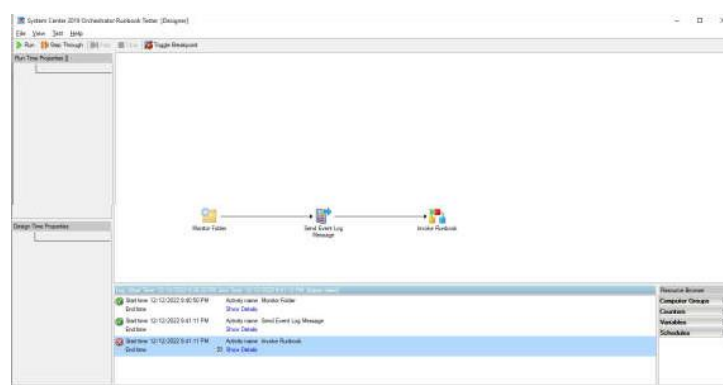 System Center 2019 Orchestrator Runbook Tester [Designer]
File View Test Help
Run Step Through Toggle Breakpoint
Run Time Properties []
Monitor Folder
Send Event Log
Message
Invoke Runbook
Design Time Properties
Start time 12/12/2022 9:40:50 PM Activity name Monitor Folder
End time Show Details
Start time 12/12/2022 9:41:11 PM Activity name Send Event Log Message
End time Show Details
Start time 12/12/2022 9:41:11 PM Activity name Invoke Runbook
End time Show Details
Resource Browser
Computer Groups
Counters
Variables
Schedules